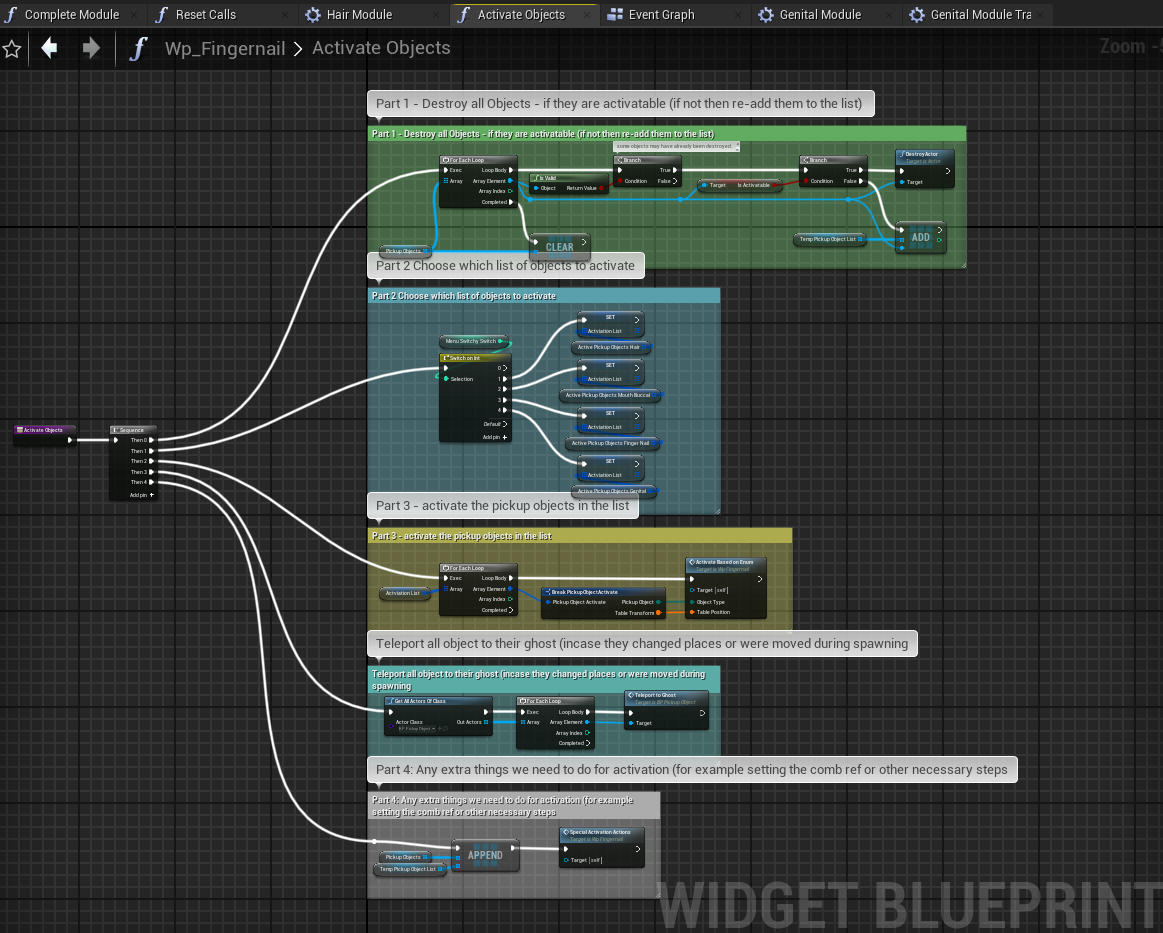 Complete Module
Reset Calls
Hair Module
Activate Objects
Event Graph
Genital Module
Genital Module Tra
Wp_Fingernail > Activate Objects
Zoom -5
Part 1 - Destroy all Objects - if they are activatable (if not then re-add them to the list)
Part 1 - Destroy all Objects - if they are activatable (if not then re-add them to the list)
some objects may have already been destroyed.
For Each Loop
Exec
Loop Body
Array
Array Element
Array Index
Completed
Is Valid
Object
Return Value
Branch
True
Condition
False
Target
Is Activatable
Branch
True
Condition
False
Destroy Actor
Target is Actor
Target
Pickup Objects
CLEAR
Temp Pickup Object List
ADD
Part 2 Choose which list of objects to activate
Part 2 Choose which list of objects to activate
Menu Switchy Switch
Switch on Int
Selection
0
1
2
3
4
Default
Add pin +
SET
Activation List
Active Pickup Objects Hair
SET
Activation List
Active Pickup Objects Mouth Buccal
SET
Activation List
Active Pickup Objects Finger Nail
SET
Activation List
Active Pickup Objects Genital
Activate Objects
Sequence
Then 0
Then 1
Then 2
Then 3
Then 4
Add pin +
Part 3 - activate the pickup objects in the list
Part 3 - activate the pickup objects in the list
Activation List
For Each Loop
Exec
Loop Body
Array
Array Element
Array Index
Completed
Break PickupObjectActivate
Pickup Object Activate
Pickup Object
Table Transform
Activate Based on Enum
Target is Wp Fingernail
Target [self]
Object Type
Table Position
Teleport all object to their ghost (incase they changed places or were moved during spawning
Teleport all object to their ghost (incase they changed places or were moved during
spawning
Get All Actors Of Class
Actor Class
Out Actors
BP Pickup Object
For Each Loop
Exec
Loop Body
Array
Array Element
Array Index
Completed
Teleport to Ghost
Target is BP Pickup Object
Target
Part 4: Any extra things we need to do for activation (for example setting the comb ref or other necessary steps
Part 4: Any extra things we need to do for activation (for example
setting the comb ref or other necessary steps
Pickup Objects
Temp Pickup Object List
APPEND
Special Activation Actions
Target is Wp Fingernail
Target [self]
WIDGET BLUEPRINT